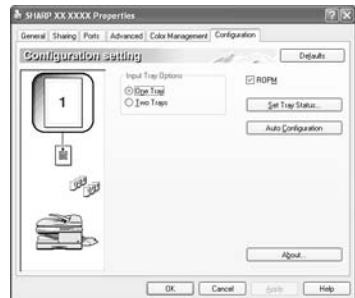 SHARP XX XXXX Properties
General Sharing Ports Advanced Color Management Configuration
Configuration setting
Defaults
Input Tray Options
One Tray
Two Trays
ROPM
Set Tray Status...
Auto Configuration
1
About...
OK Cancel Apply Help